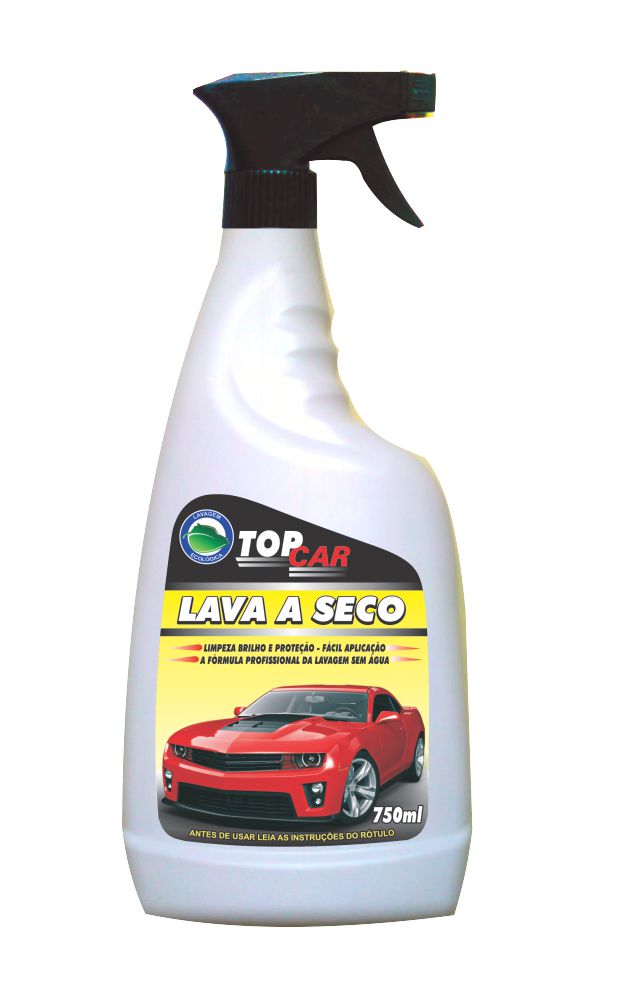 LAVAGEM
ECOLÓGICA
TOP
CAR
LAVA A SECO
LIMPEZA BRILHO E PROTEÇÃO - FÁCIL APLICAÇÃO
A FÓRMULA PROFISSIONAL DA LAVAGEM SEM ÁGUA
750ml
ANTES DE USAR LEIA AS INSTRUÇÕES DO RÓTULO